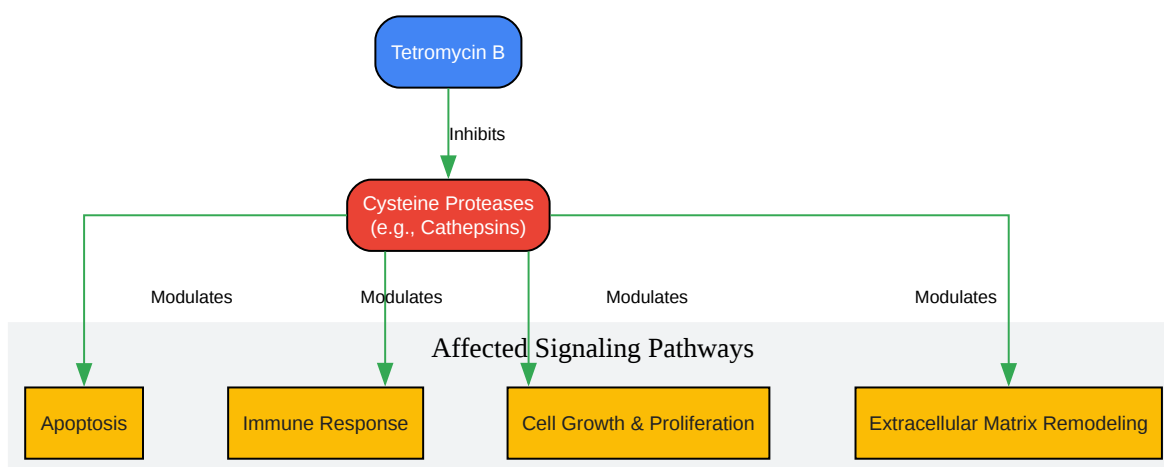 Tetromycin B
Inhibits
Cysteine Proteases
(e.g., Cathepsins)
Modulates
Modulates
Modulates
Modulates
Affected Signaling Pathways
Apoptosis
Immune Response
Cell Growth & Proliferation
Extracellular Matrix Remodeling